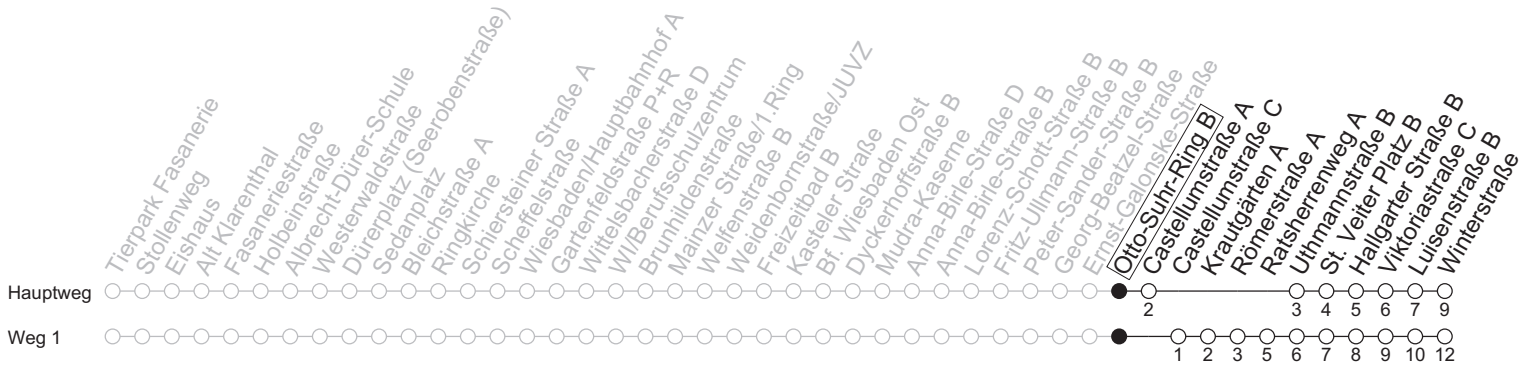 Tierpark Fasanerie
Stollenweg
Eishaus
Alt Klarenthal
Fasaneriestraße
Holbeinstraße
Albrecht-Dürer-Schule
Westerwaldstraße
Dürerplatz (Seerobenstraße)
Sedanplatz
Bleichstraße A
Ringkirche
Schiersteiner Straße A
Scheffelstraße
Wiesbaden/Hauptbahnhof A
Gartenfeldstraße P+R
Wittelsbacherstraße D
WI/Berufsschulzentrum
Brunhildenstraße
Mainzer Straße/1.Ring
Welfenstraße B
Weidenbornstraße/JUVZ
Freizeitbad B
Kasteler Straße
Bf. Wiesbaden Ost
Dyckerhoffstraße B
Mudra-Kaserne
Anna-Birle-Straße D
Anna-Birle-Straße B
Lorenz-Schott-Straße B
Fritz-Ullmann-Straße B
Peter-Sander-Straße B
Georg-Beatzel-Straße
Ernst-Galonske-Straße
Otto-Suhr-Ring B
Castellumstraße A
Castellumstraße C
Krautgärten A
Römerstraße A
Ratsherrenweg A
Uthmannstraße B
St. Veiter Platz B
Hallgarter Straße B
Viktoriastraße C
Luisenstraße B
Winterstraße
Hauptweg
2 3 4 5 6 7 9
Weg 1
1 2 3 5 6 7 8 9 10 12